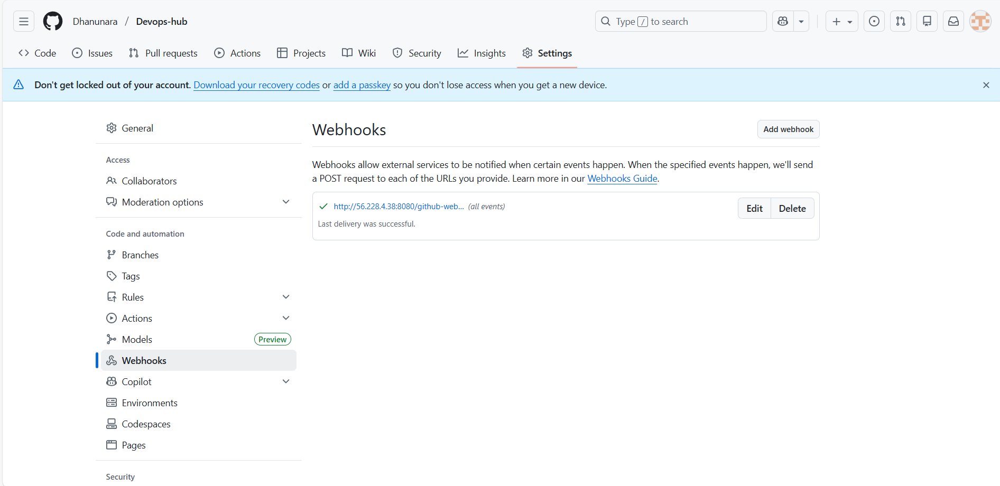 Dhanunara / Devops-hub
Type / to search
Code Issues Pull requests Actions Projects Wiki Security Insights Settings
Don't get locked out of your account. Download your recovery codes or add a passkey so you don't lose access when you get a new device.
General
Access
Collaborators
Moderation options
Code and automation
Branches
Tags
Rules
Actions
Models Preview
Webhooks
Copilot
Environments
Codespaces
Pages
Security
Webhooks
Add webhook
Webhooks allow external services to be notified when certain events happen. When the specified events happen, we'll send
a POST request to each of the URLs you provide. Learn more in our Webhooks Guide.
http://56.228.4.38:8080/github-web... (all events)
Edit Delete
Last delivery was successful.